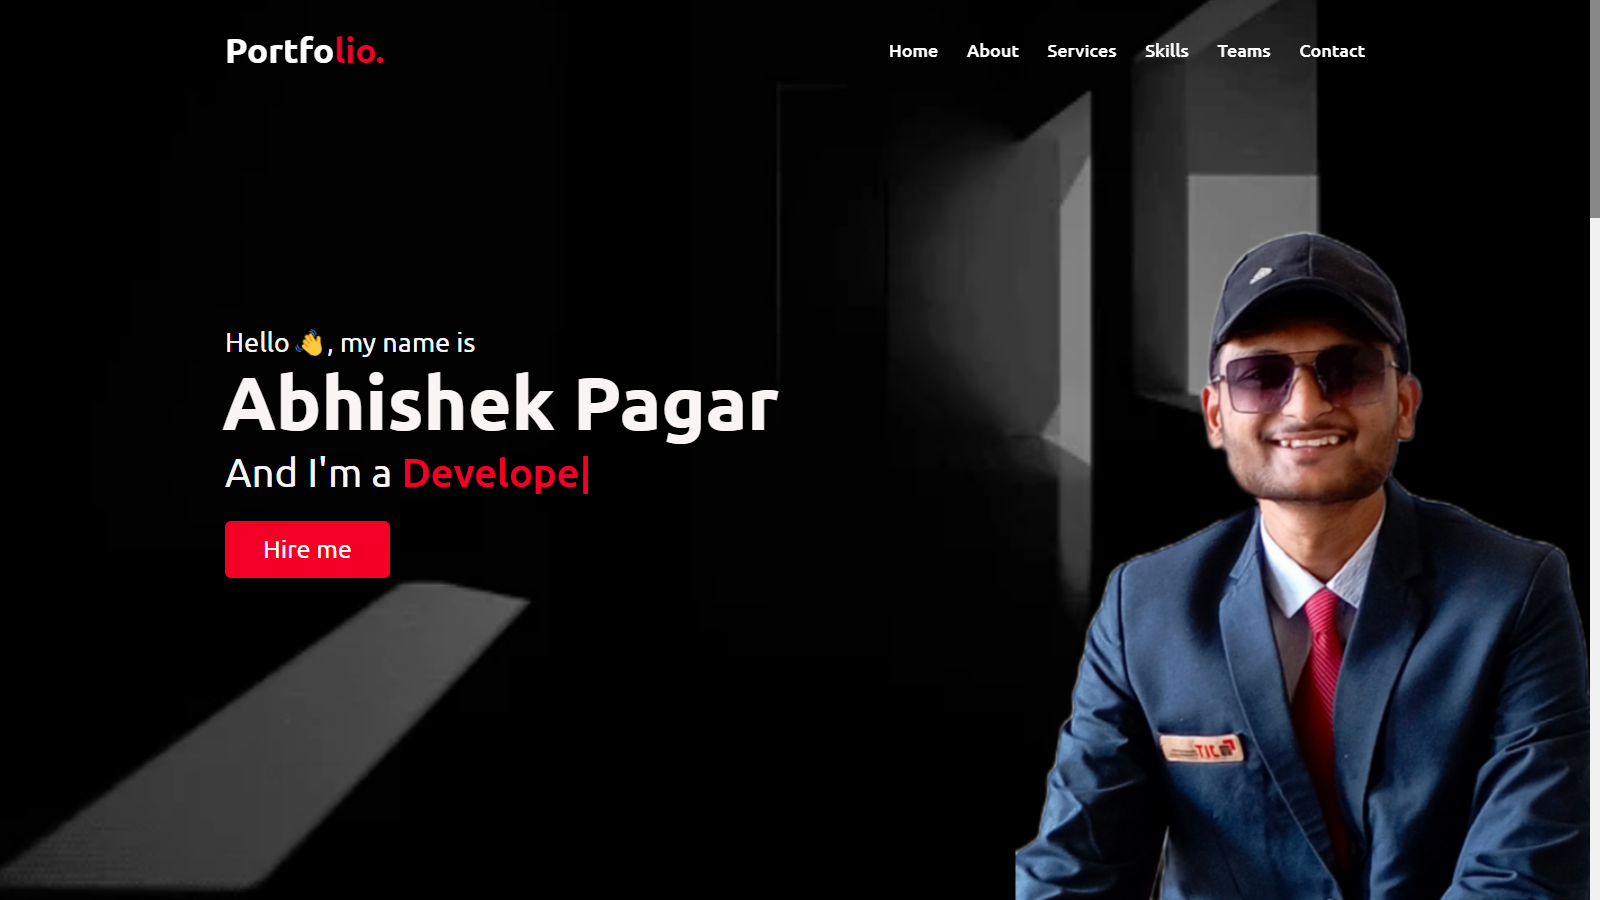 Portfolio.
Home About Services Skills Teams Contact
Hello 👋, my name is
Abhishek Pagar
And I'm a Develope|
Hire me